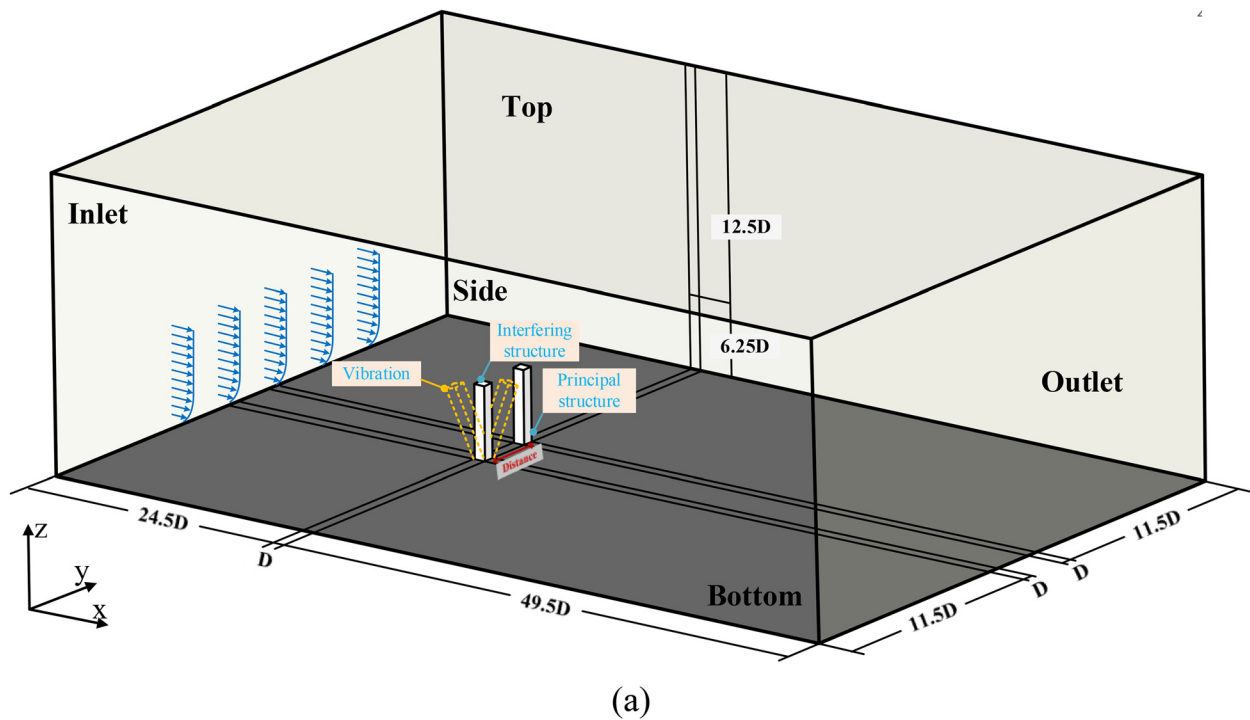 Top
Inlet
12.5D
Side
Interfering
structure
6.25D
Vibration
Principal
structure
Outlet
Distance
24.5D
D
49.5D
Bottom
11.5D
D
D
11.5D
z
y
x
(a)